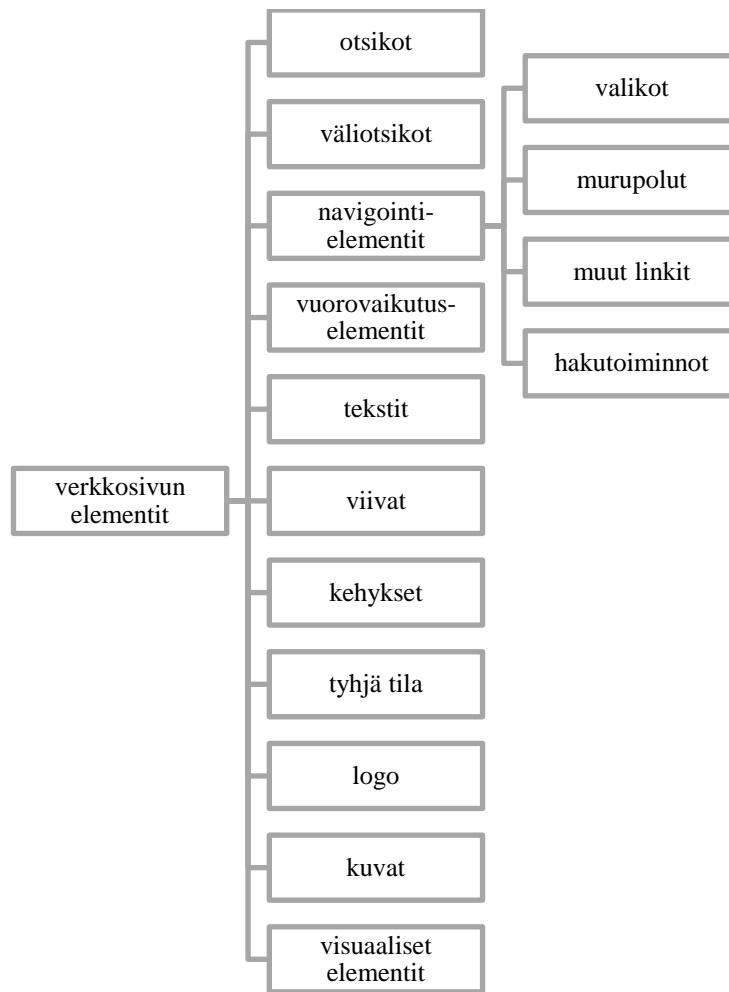 otsikot
väliotsikot
navigointi-
elementit
vuorovaikutus-
elementit
tekstit
verkkosivun
elementit
viivat
kehykset
tyhjä tila
logo
kuvat
visuaaliset
elementit
valikot
murupolut
muut linkit
hakutoiminnot